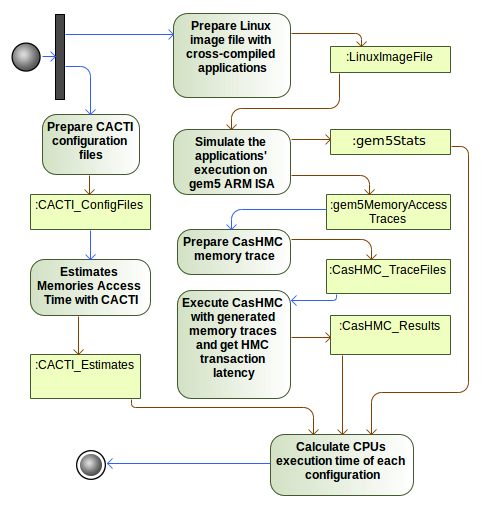 Prepare Linux
image file with
cross-compiled
applications
:LinuxImageFile
Prepare CACTI
configuration
files
Simulate the
applications'
execution on
gem5 ARM ISA
:gem5Stats
:CACTI_ConfigFiles
:gem5MemoryAccess
Traces
Prepare CasHMC
memory trace
Estimates
Memories Access
Time with CACTI
:CasHMC_TraceFiles
Execute CasHMC
with generated
memory traces
and get HMC
transaction
latency
:CasHMC_Results
:CACTI_Estimates
Calculate CPUs
execution time of each
configuration